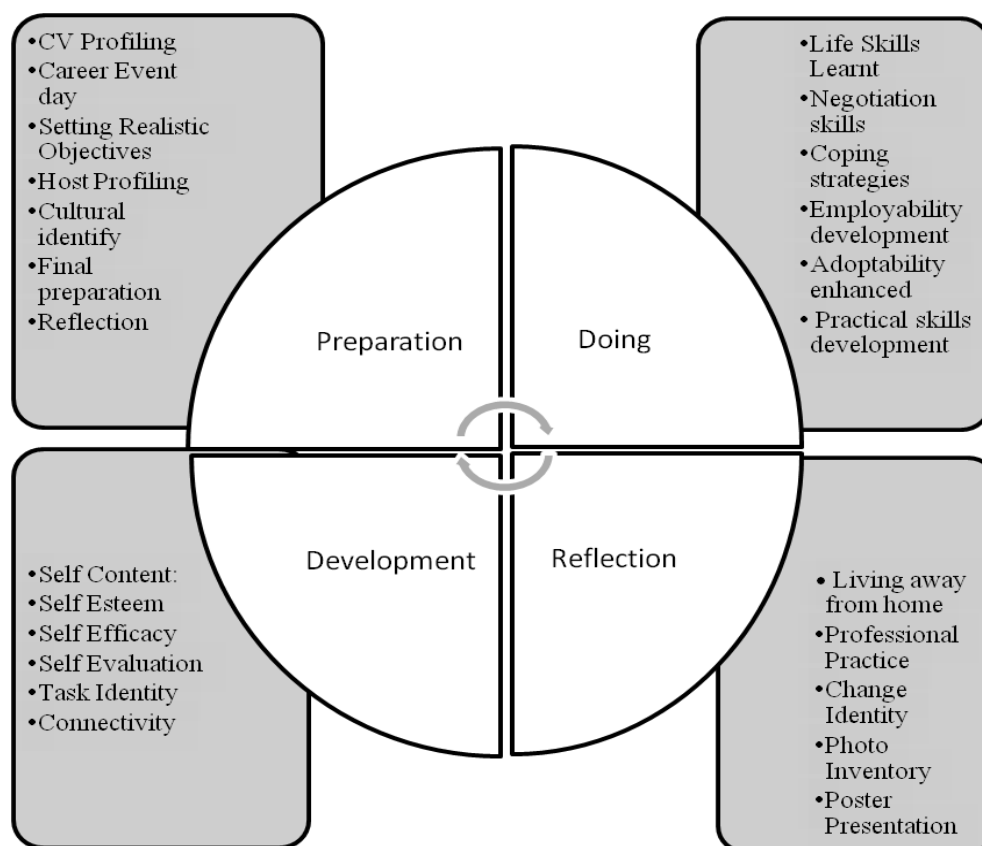 •CV Profiling
•Career Event
day
•Setting Realistic
Objectives
•Host Profiling
•Cultural
identify
•Final
preparation
•Reflection
•Life Skills
Learnt
•Negotiation
skills
•Coping
strategies
•Employability
development
•Adoptability
enhanced
• Practical skills
development
Preparation
Doing
Development
Reflection
•Self Content:
•Self Esteem
•Self Efficacy
•Self Evaluation
•Task Identity
•Connectivity
• Living away
from home
•Professional
Practice
•Change
Identity
•Photo
Inventory
•Poster
Presentation